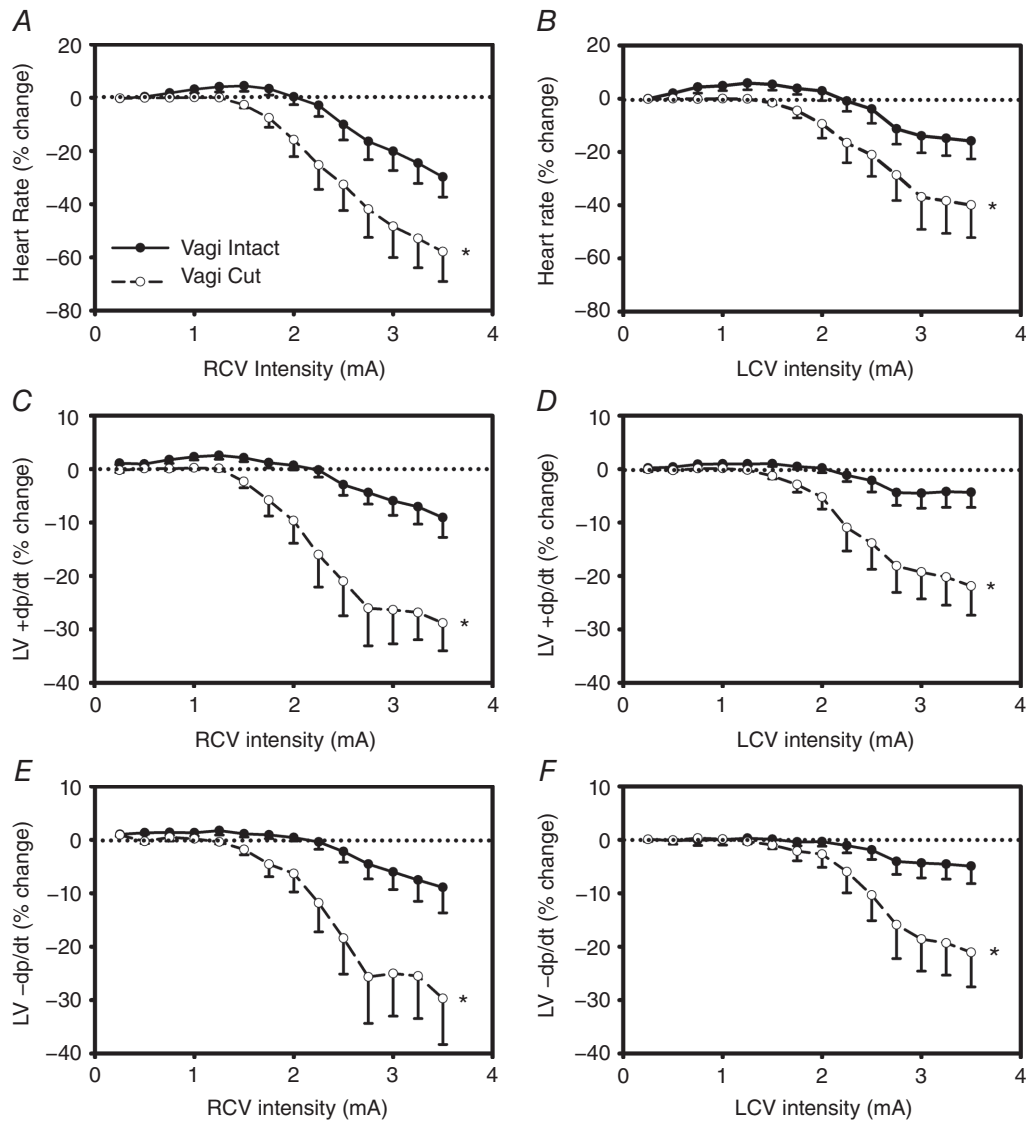 A
20
0
−20
−40
−60
−80
Heart Rate (% change)
Vagi Intact
Vagi Cut
*
0 1 2 3 4
RCV Intensity (mA)
B
20
0
−20
−40
−60
−80
Heart rate (% change)
*
0 1 2 3 4
LCV intensity (mA)
C
10
0
−10
−20
−30
−40
LV +dp/dt (% change)
*
0 1 2 3 4
RCV intensity (mA)
D
10
0
−10
−20
−30
−40
LV +dp/dt (% change)
*
0 1 2 3 4
LCV intensity (mA)
E
10
0
−10
−20
−30
−40
LV −dp/dt (% change)
*
0 1 2 3 4
RCV intensity (mA)
F
10
0
−10
−20
−30
−40
LV −dp/dt (% change)
*
0 1 2 3 4
LCV intensity (mA)